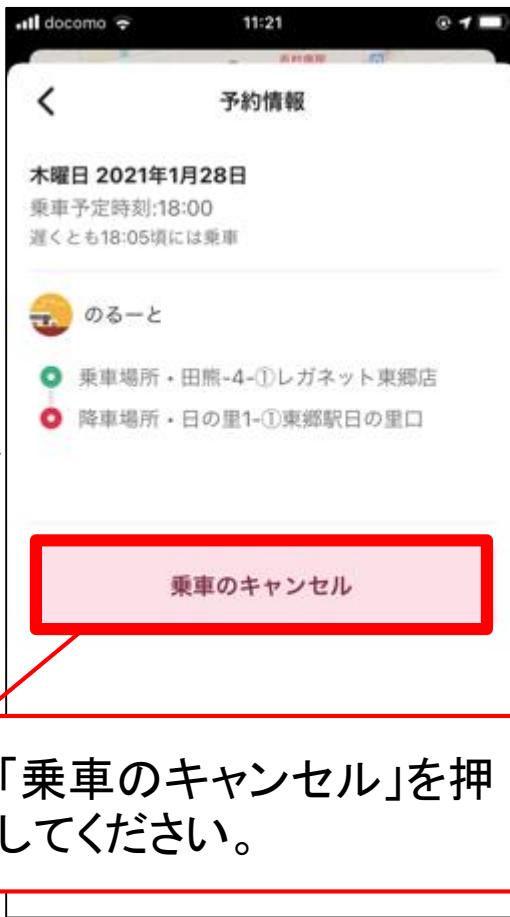 docomo 11:21
予約情報
木曜日 2021年1月28日
乗車予定時刻:18:00
遅くとも18:05頃には乗車
のるーと
乗車場所・田熊-4-①レガネット東郷店
降車場所・日の里1-①東郷駅日の里口
乗車のキャンセル
「乗車のキャンセル」を押
してください。